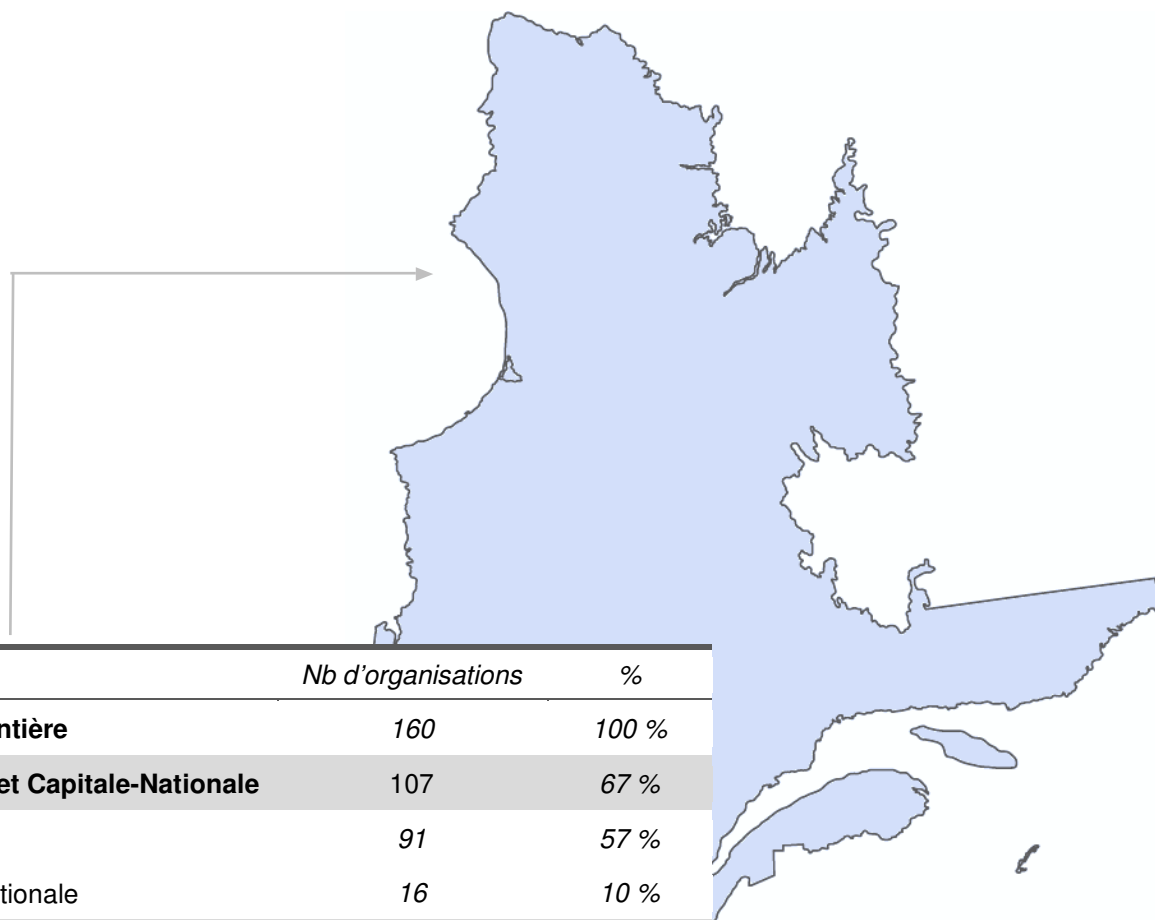 Nb d'organisations %
ntière 160 100 %
et Capitale-Nationale 107 67 %
91 57 %
tionale 16 10 %